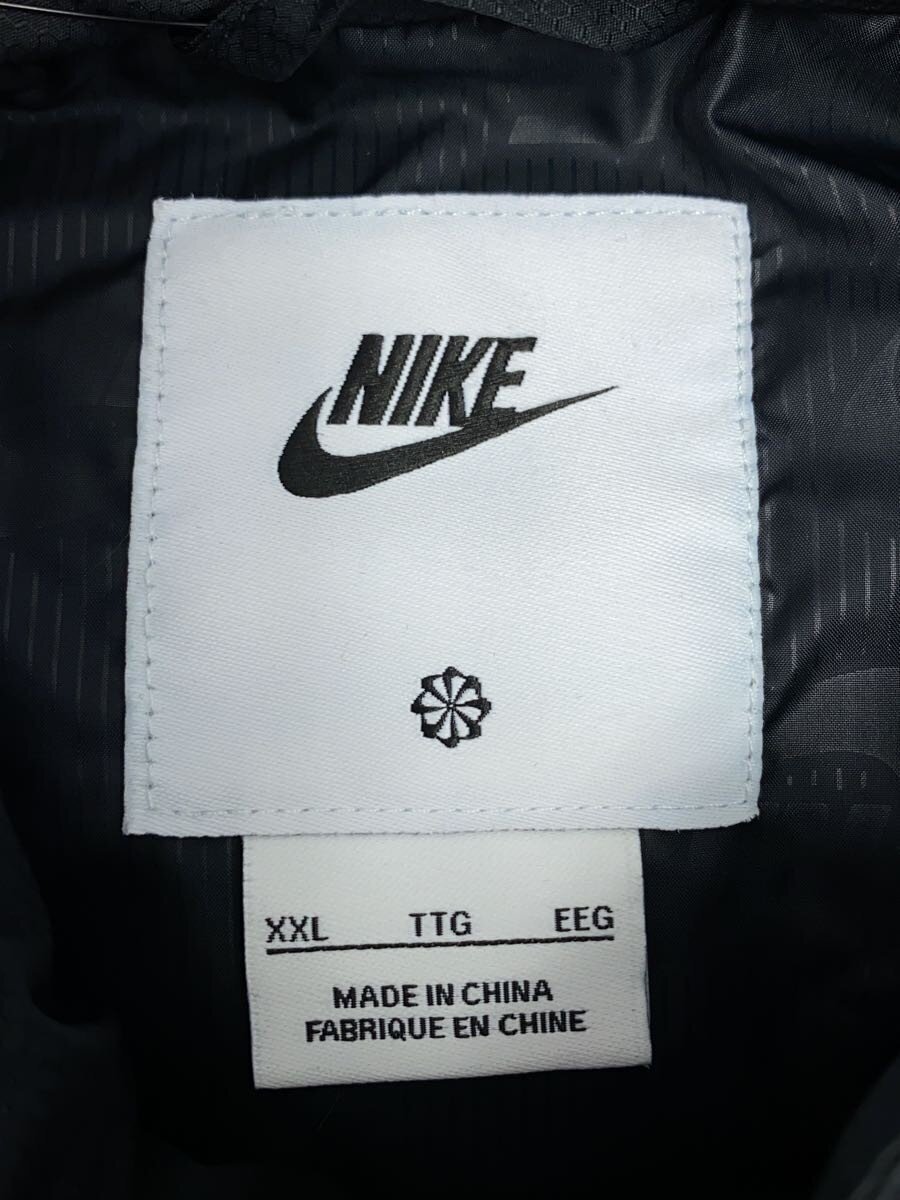 NIKE
XXL TTG EEG
MADE IN CHINA
FABRIQUE EN CHINE